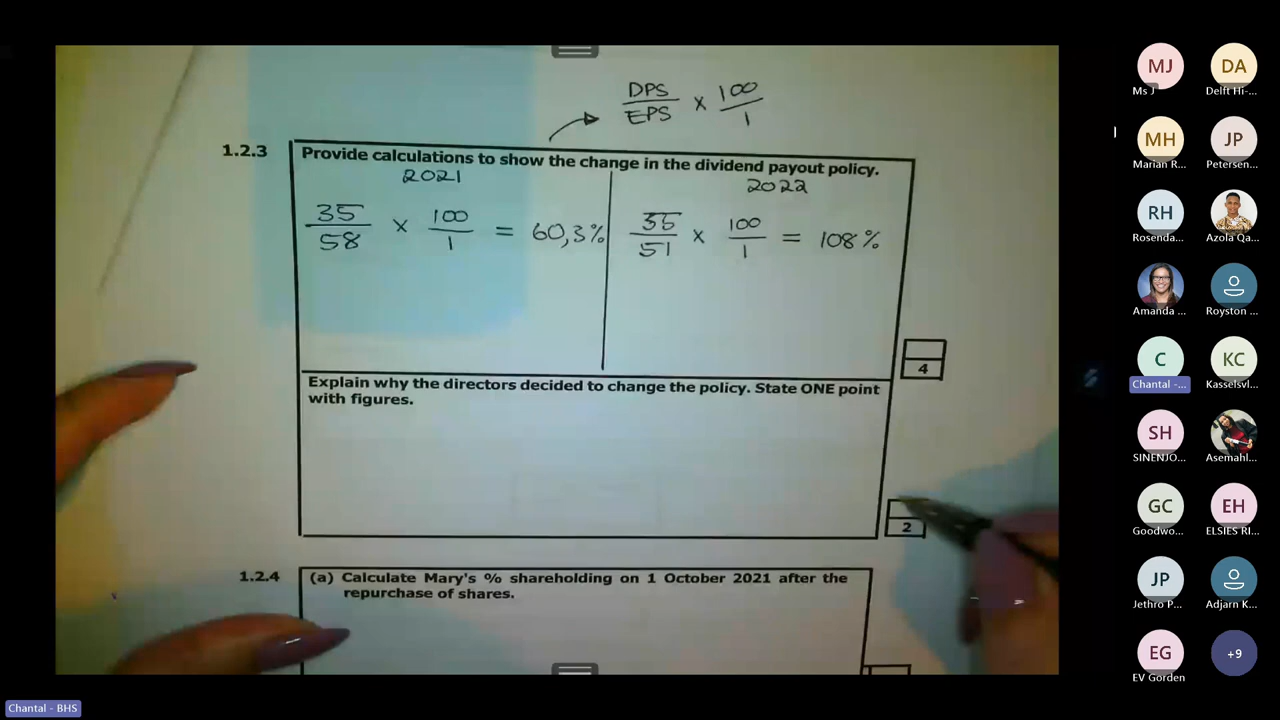 DPS
EPS × 100
1
1.2.3 Provide calculations to show the change in the dividend payout policy.
2021
35
58 × 100
1 = 60,3%
2022
35
51 × 100
1 = 108%
4
Explain why the directors decided to change the policy. State ONE point
with figures.
2
1.2.4 (a) Calculate Mary's % shareholding on 1 October 2021 after the
repurchase of shares.
MJ
Ms J
DA
Delft Hi-...
MH
Marian R...
JP
Petersen...
RH
Rosenda...
Azola Qa...
Amanda ...
Royston ...
C
Chantal -...
KC
Kasselsvl...
SH
SINENJO...
Asemahl...
GC
Goodwo...
EH
ELSIES RI...
JP
Jethro P...
Adjarn K...
EG
EV Gorden
+9
Chantal - BHS